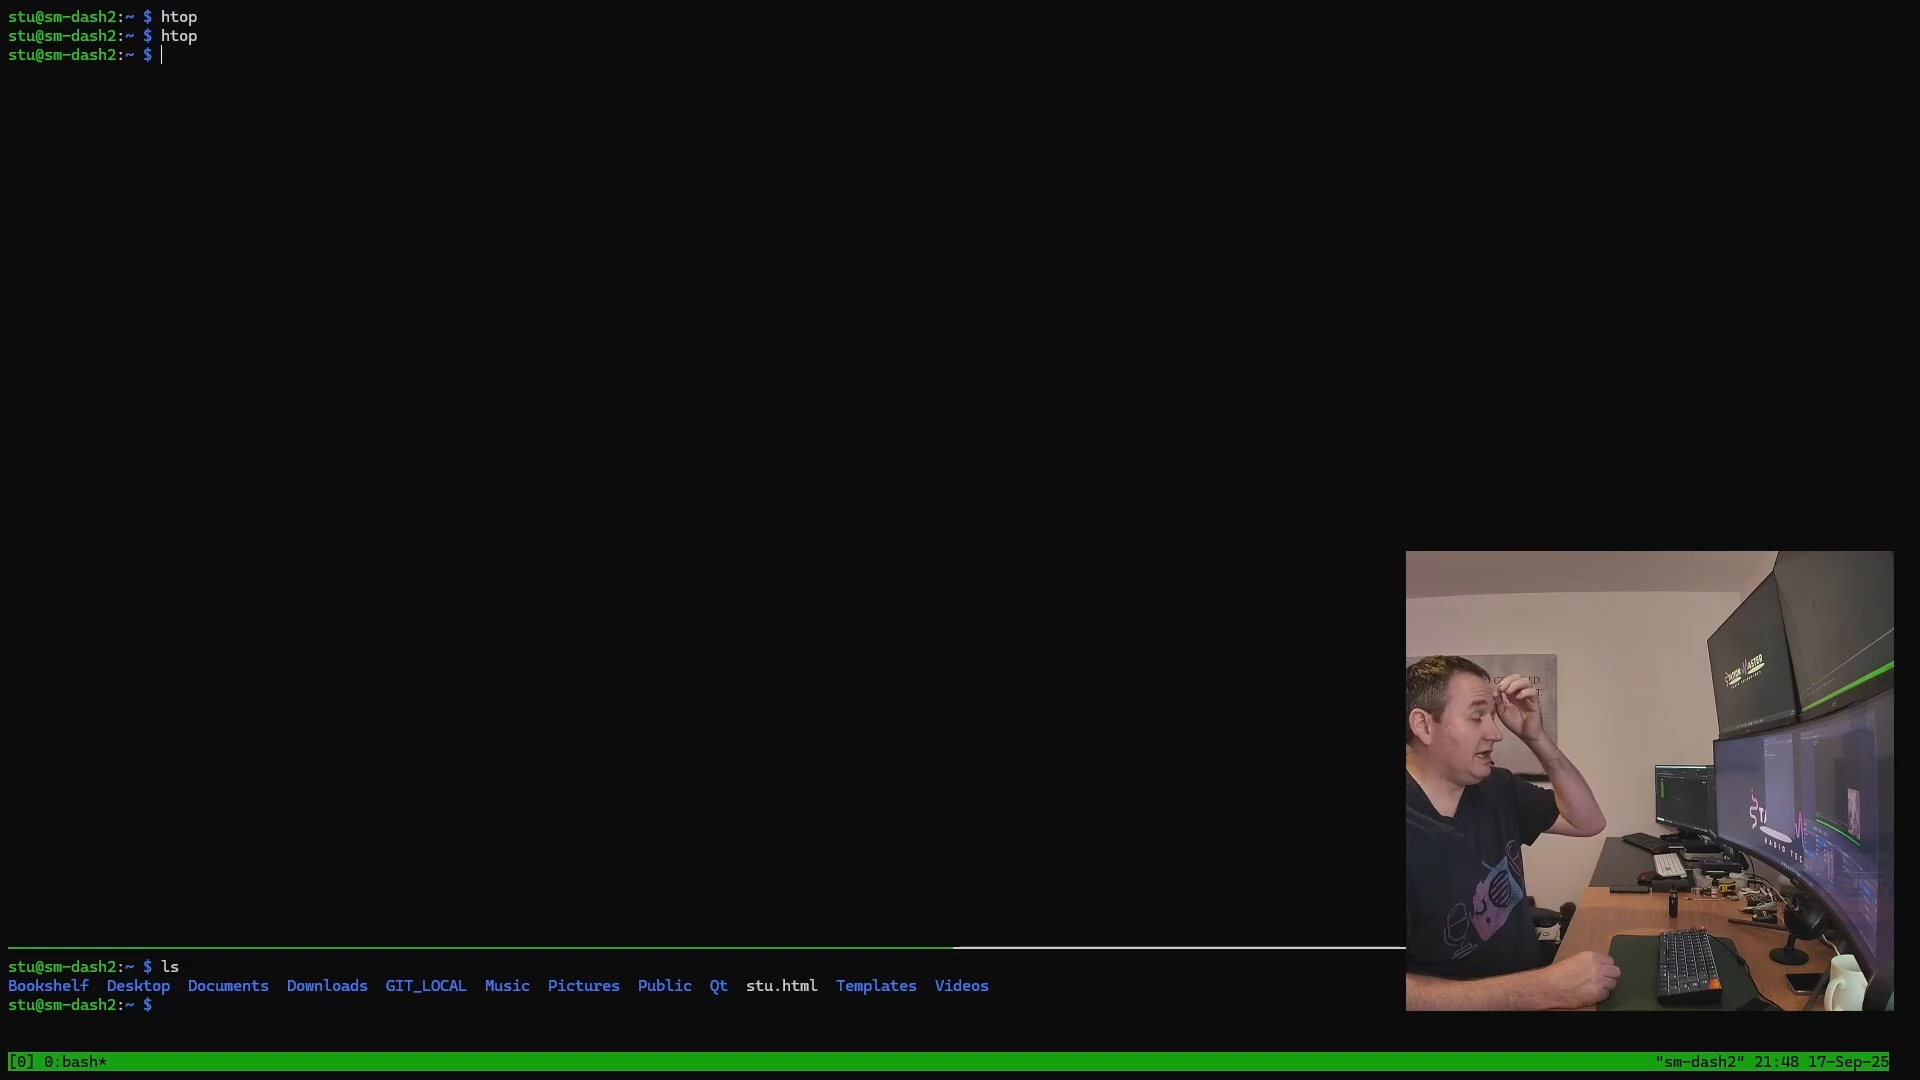 stu@sm-dash2:~ $ htop
stu@sm-dash2:~ $ htop
stu@sm-dash2:~ $
stu@sm-dash2:~ $ ls
Bookshelf  Desktop  Documents  Downloads  GIT_LOCAL  Music  Pictures  Public  Qt  stu.html  Templates  Videos
stu@sm-dash2:~ $
[0] 0:bash*
"sm-dash2" 21:48 17-Sep-25